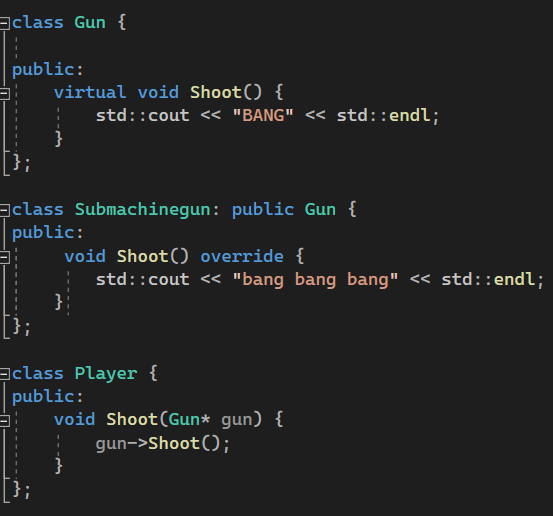 class Gun {
public:
virtual void Shoot() {
std::cout << "BANG" << std::endl;
}
};
class Submachinegun: public Gun {
public:
void Shoot() override {
std::cout << "bang bang bang" << std::endl;
}
};
class Player {
public:
void Shoot(Gun* gun) {
gun->Shoot();
}
};